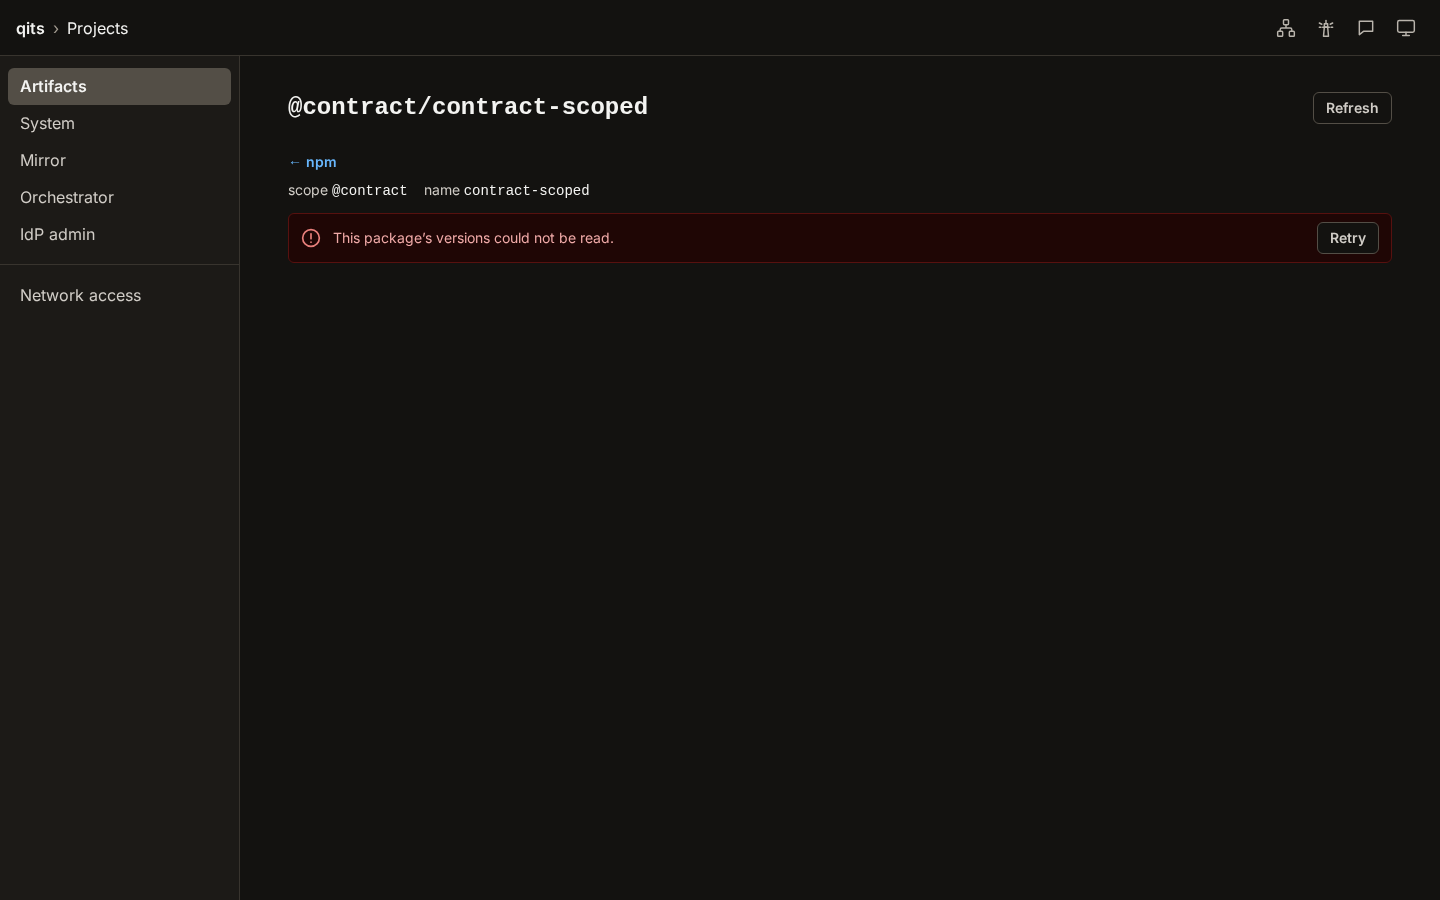 qits › Projects
Artifacts
System
Mirror
Orchestrator
IdP admin
Network access
@contract/contract-scoped
Refresh
← npm
scope @contract name contract-scoped
This package’s versions could not be read.
Retry